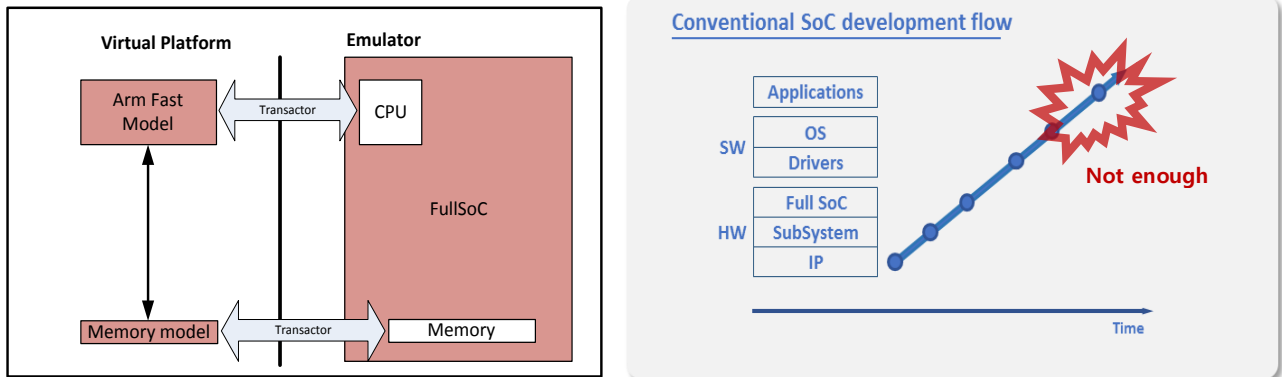 Virtual Platform
Emulator
Arm Fast
Model
Transactor
CPU
FullSoC
Memory model
Transactor
Memory
Conventional SoC development flow
Applications
SW
OS
Drivers
HW
Full SoC
SubSystem
IP
Not enough
Time